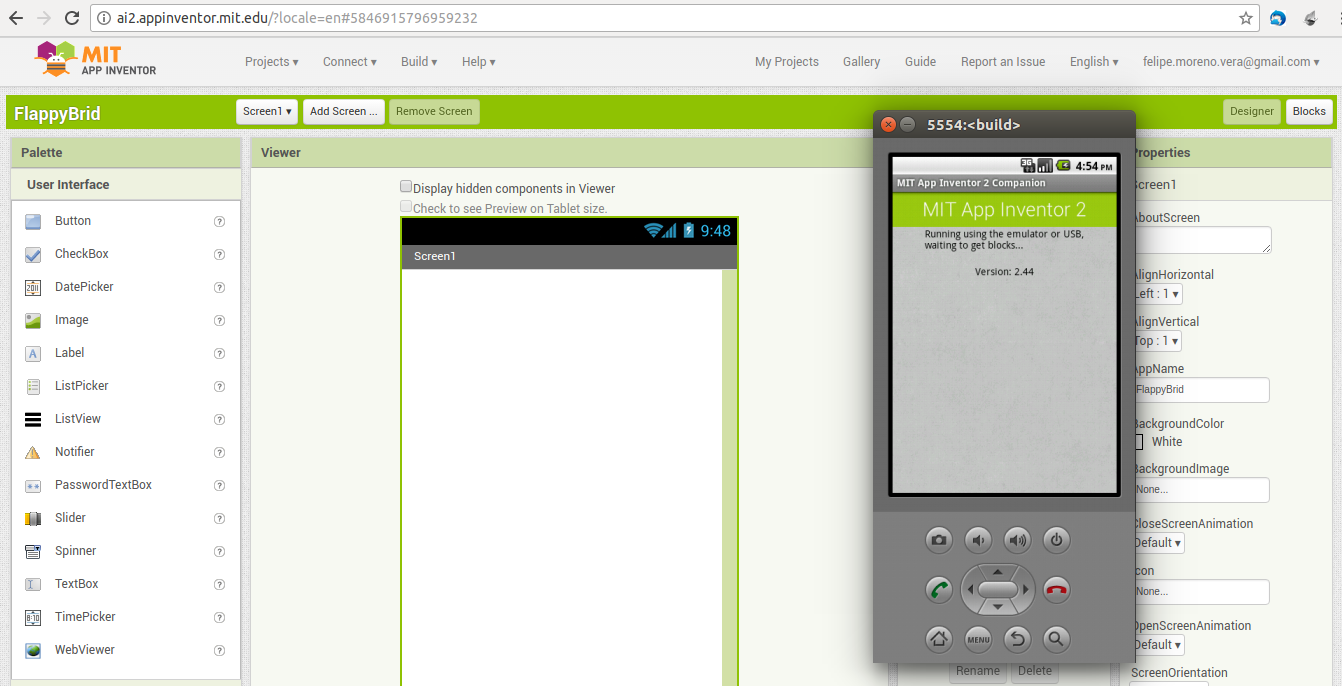 ai2.appinventor.mit.edu/?locale=en#5846915796959232
MIT
APP INVENTOR
Projects ▾ Connect ▾ Build ▾ Help ▾ My Projects Gallery Guide Report an Issue English ▾ felipe.moreno.vera@gmail.com ▾
FlappyBrid Screen1 ▾ Add Screen ... Remove Screen Designer Blocks
Palette
User Interface
Button ?
CheckBox ?
DatePicker ?
Image ?
Label ?
ListPicker ?
ListView ?
Notifier ?
PasswordTextBox ?
Slider ?
Spinner ?
TextBox ?
TimePicker ?
WebViewer ?
Viewer
Display hidden components in Viewer
Check to see Preview on Tablet size.
9:48
Screen1
5554:<build>
3G 4:54 PM
MIT App Inventor 2 Companion
MIT App Inventor 2
Running using the emulator or USB,
waiting to get blocks...
Version: 2.44
MENU
Rename Delete
Properties
Screen1
AboutScreen
AlignHorizontal
Left : 1 ▾
AlignVertical
Top : 1 ▾
AppName
FlappyBrid
BackgroundColor
White
BackgroundImage
None...
CloseScreenAnimation
Default ▾
Icon
None...
OpenScreenAnimation
Default ▾
ScreenOrientation